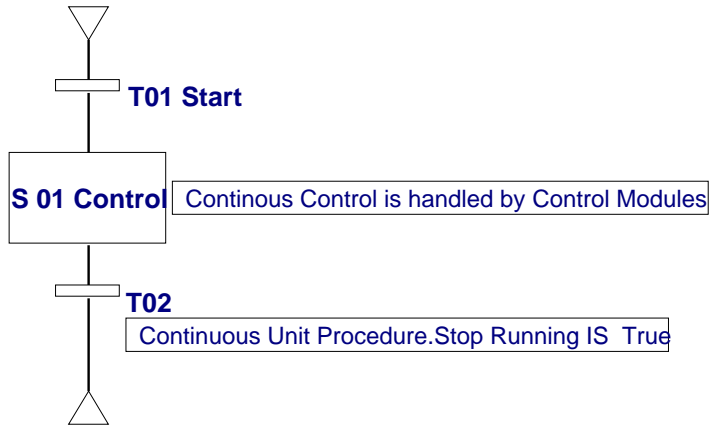 T01 Start
S 01 Control
Continous Control is handled by Control Modules
T02
Continuous Unit Procedure.Stop Running IS  True